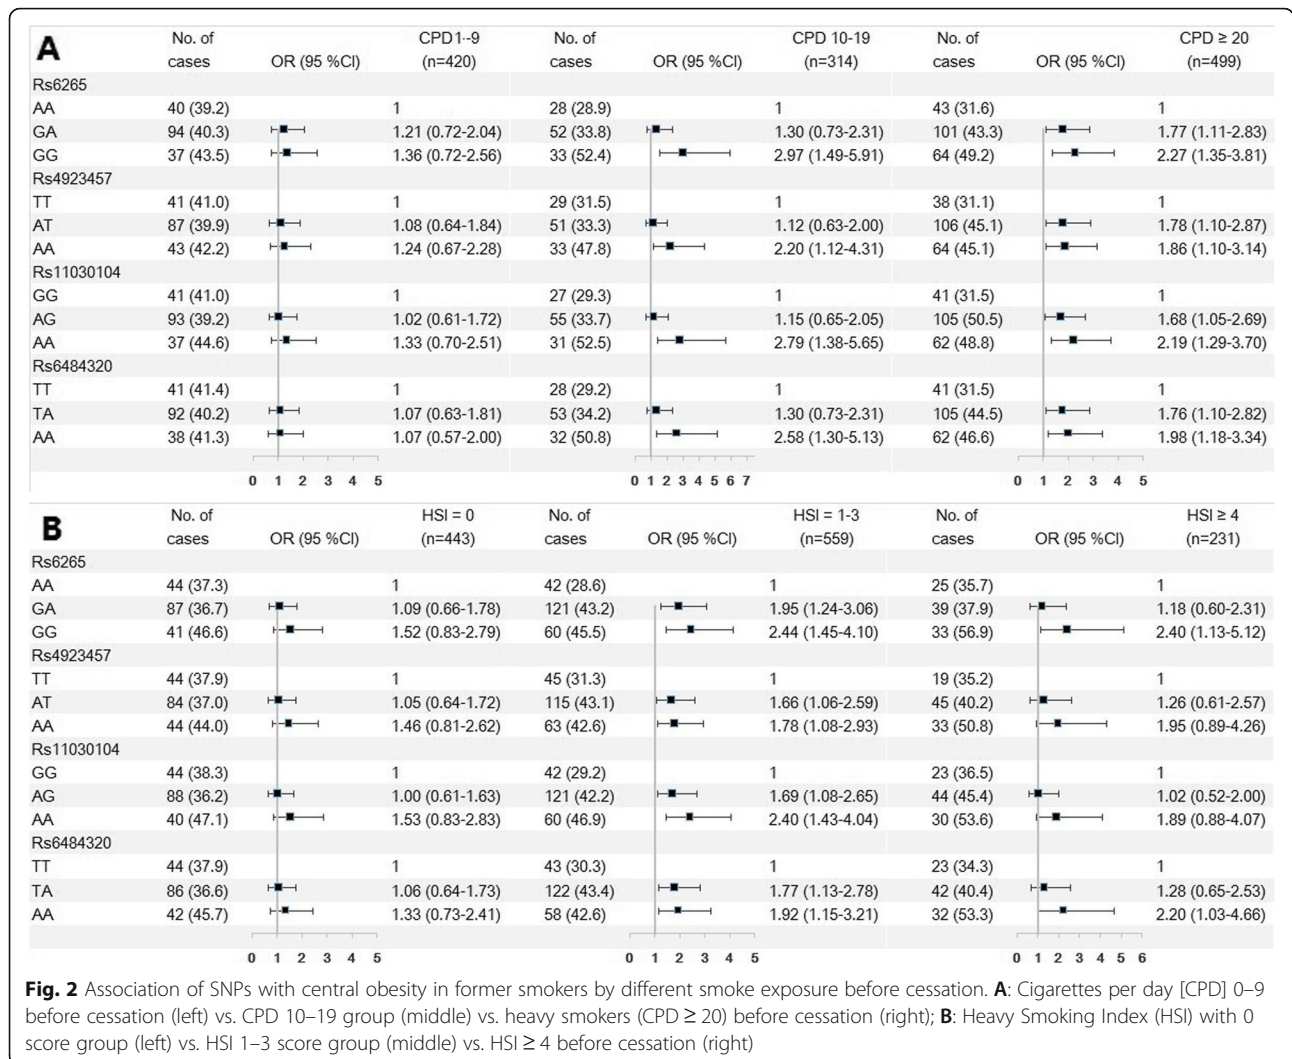 A
No. of cases OR (95 %CI) CPD1--9 (n=420) No. of cases OR (95 %CI) CPD 10-19 (n=314) No. of cases OR (95 %CI) CPD ≥ 20 (n=499)
Rs6265
AA 40 (39.2) 1 28 (28.9) 1 43 (31.6) 1
GA 94 (40.3) 1.21 (0.72-2.04) 52 (33.8) 1.30 (0.73-2.31) 101 (43.3) 1.77 (1.11-2.83)
GG 37 (43.5) 1.36 (0.72-2.56) 33 (52.4) 2.97 (1.49-5.91) 64 (49.2) 2.27 (1.35-3.81)
Rs4923457
TT 41 (41.0) 1 29 (31.5) 1 38 (31.1) 1
AT 87 (39.9) 1.08 (0.64-1.84) 51 (33.3) 1.12 (0.63-2.00) 106 (45.1) 1.78 (1.10-2.87)
AA 43 (42.2) 1.24 (0.67-2.28) 33 (47.8) 2.20 (1.12-4.31) 64 (45.1) 1.86 (1.10-3.14)
Rs11030104
GG 41 (41.0) 1 27 (29.3) 1 41 (31.5) 1
AG 93 (39.2) 1.02 (0.61-1.72) 55 (33.7) 1.15 (0.65-2.05) 105 (50.5) 1.68 (1.05-2.69)
AA 37 (44.6) 1.33 (0.70-2.51) 31 (52.5) 2.79 (1.38-5.65) 62 (48.8) 2.19 (1.29-3.70)
Rs6484320
TT 41 (41.4) 1 28 (29.2) 1 41 (31.5) 1
TA 92 (40.2) 1.07 (0.63-1.81) 53 (34.2) 1.30 (0.73-2.31) 105 (44.5) 1.76 (1.10-2.82)
AA 38 (41.3) 1.07 (0.57-2.00) 32 (50.8) 2.58 (1.30-5.13) 62 (46.6) 1.98 (1.18-3.34)
0 1 2 3 4 5 0 1 2 3 4 5 6 7 0 1 2 3 4 5
B
No. of cases OR (95 %CI) HSI = 0 (n=443) No. of cases OR (95 %CI) HSI = 1-3 (n=559) No. of cases OR (95 %CI) HSI ≥ 4 (n=231)
Rs6265
AA 44 (37.3) 1 42 (28.6) 1 25 (35.7) 1
GA 87 (36.7) 1.09 (0.66-1.78) 121 (43.2) 1.95 (1.24-3.06) 39 (37.9) 1.18 (0.60-2.31)
GG 41 (46.6) 1.52 (0.83-2.79) 60 (45.5) 2.44 (1.45-4.10) 33 (56.9) 2.40 (1.13-5.12)
Rs4923457
TT 44 (37.9) 1 45 (31.3) 1 19 (35.2) 1
AT 84 (37.0) 1.05 (0.64-1.72) 115 (43.1) 1.66 (1.06-2.59) 45 (40.2) 1.26 (0.61-2.57)
AA 44 (44.0) 1.46 (0.81-2.62) 63 (42.6) 1.78 (1.08-2.93) 33 (50.8) 1.95 (0.89-4.26)
Rs11030104
GG 44 (38.3) 1 42 (29.2) 1 23 (36.5) 1
AG 88 (36.2) 1.00 (0.61-1.63) 121 (42.2) 1.69 (1.08-2.65) 44 (45.4) 1.02 (0.52-2.00)
AA 40 (47.1) 1.53 (0.83-2.83) 60 (46.9) 2.40 (1.43-4.04) 30 (53.6) 1.89 (0.88-4.07)
Rs6484320
TT 44 (37.9) 1 43 (30.3) 1 23 (34.3) 1
TA 86 (36.6) 1.06 (0.64-1.73) 122 (43.4) 1.77 (1.13-2.78) 42 (40.4) 1.28 (0.65-2.53)
AA 42 (45.7) 1.33 (0.73-2.41) 58 (42.6) 1.92 (1.15-3.21) 32 (53.3) 2.20 (1.03-4.66)
0 1 2 3 4 5 0 1 2 3 4 5 0 1 2 3 4 5 6
Fig. 2 Association of SNPs with central obesity in former smokers by different smoke exposure before cessation. A: Cigarettes per day [CPD] 0–9
before cessation (left) vs. CPD 10–19 group (middle) vs. heavy smokers (CPD ≥ 20) before cessation (right); B: Heavy Smoking Index (HSI) with 0
score group (left) vs. HSI 1–3 score group (middle) vs. HSI ≥ 4 before cessation (right)